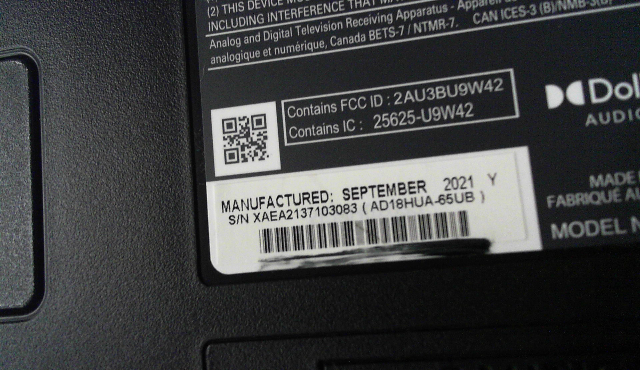 (2) THIS DEVICE
INCLUDING INTERFERENCE THAT
Analog and Digital Television Receiving Apparatus -
analogique et numérique, Canada BETS-7 / NTMR-7. CAN ICES-3 (B)/NMB-3(B)
Contains FCC ID : 2AU3BU9W42
Contains IC : 25625-U9W42
AUDIO
MANUFACTURED: SEPTEMBER 2021 Y
S/N XAEA2137103083 ( AD18HUA-65UB )
MADE
FABRIQUÉ
MODEL